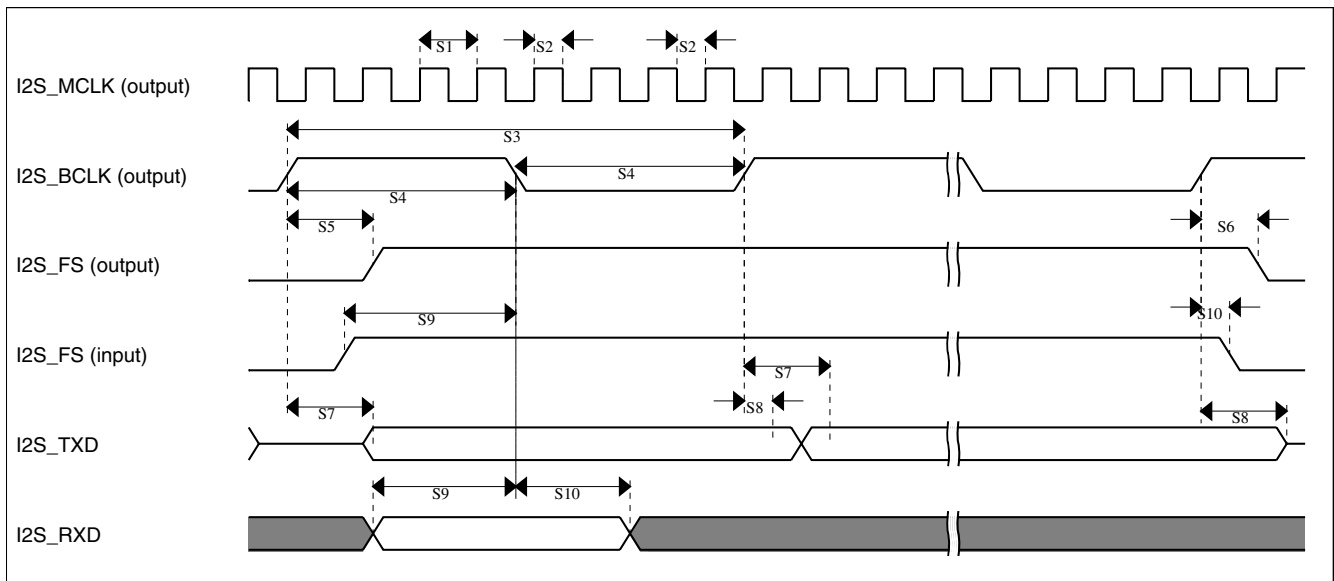 S1 S2 S2
I2S_MCLK (output)
S3
I2S_BCLK (output)
S4
S4
S5 S6
I2S_FS (output)
S9 S10
I2S_FS (input)
S7
S7 S8 S8
I2S_TXD
S9 S10
I2S_RXD